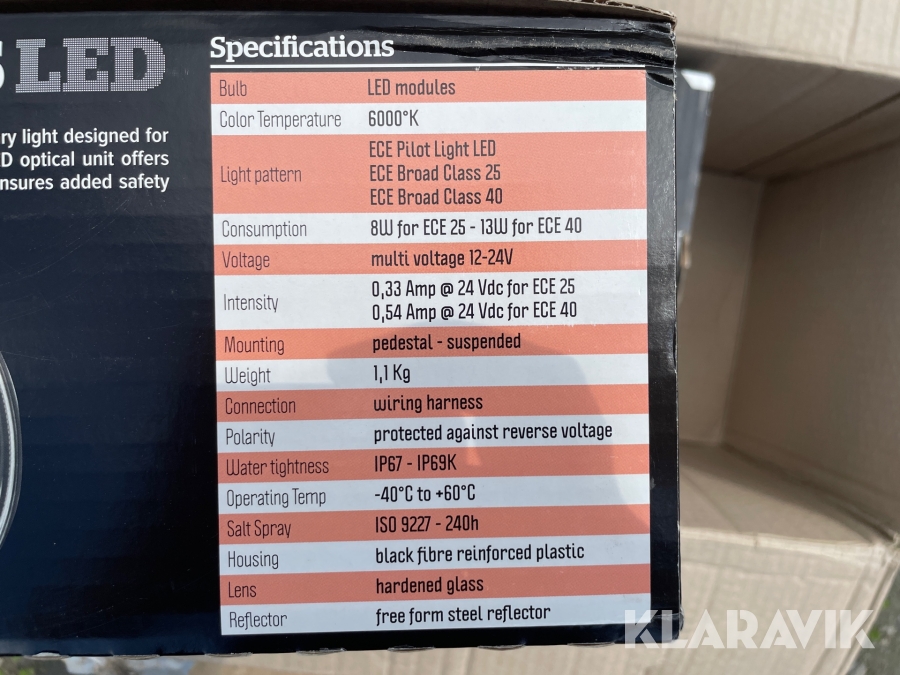 LED
Specifications
ry light designed for
D optical unit offers
nsures added safety
Bulb LED modules
Color Temperature 6000°K
Light pattern ECE Pilot Light LED
ECE Broad Class 25
ECE Broad Class 40
Consumption 8W for ECE 25 - 13W for ECE 40
Voltage multi voltage 12-24V
Intensity 0,33 Amp @ 24 Vdc for ECE 25
0,54 Amp @ 24 Vdc for ECE 40
Mounting pedestal - suspended
Weight 1,1 Kg
Connection wiring harness
Polarity protected against reverse voltage
Water tightness IP67 - IP69K
Operating Temp -40°C to +60°C
Salt Spray ISO 9227 - 240h
Housing black fibre reinforced plastic
Lens hardened glass
Reflector free form steel reflector
KLARAVIK